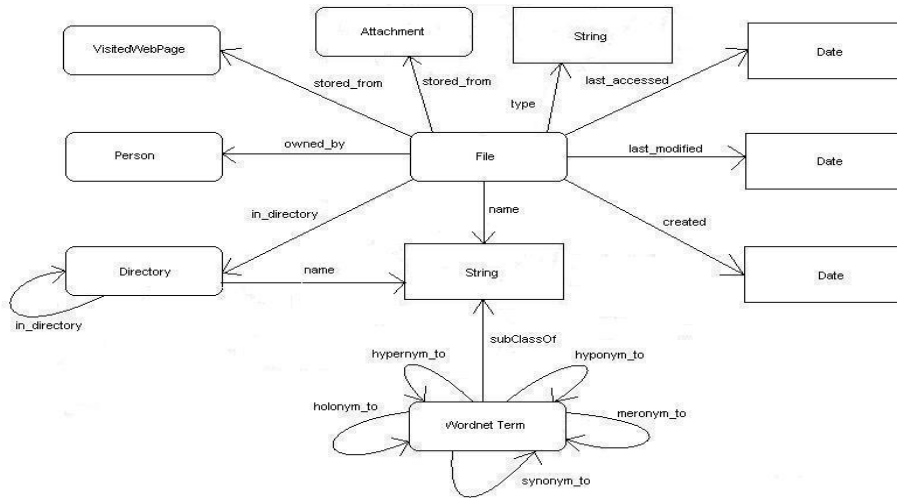 Attachment
String
VisitedWebPage
Date
stored_from
stored_from
last_accessed
type
owned_by
last_modified
Person
File
Date
in_directory
name
created
Directory
name
String
Date
in_directory
subClassOf
hypernym_to
hyponym_to
holonym_to
meronym_to
Wordnet Term
synonym_to